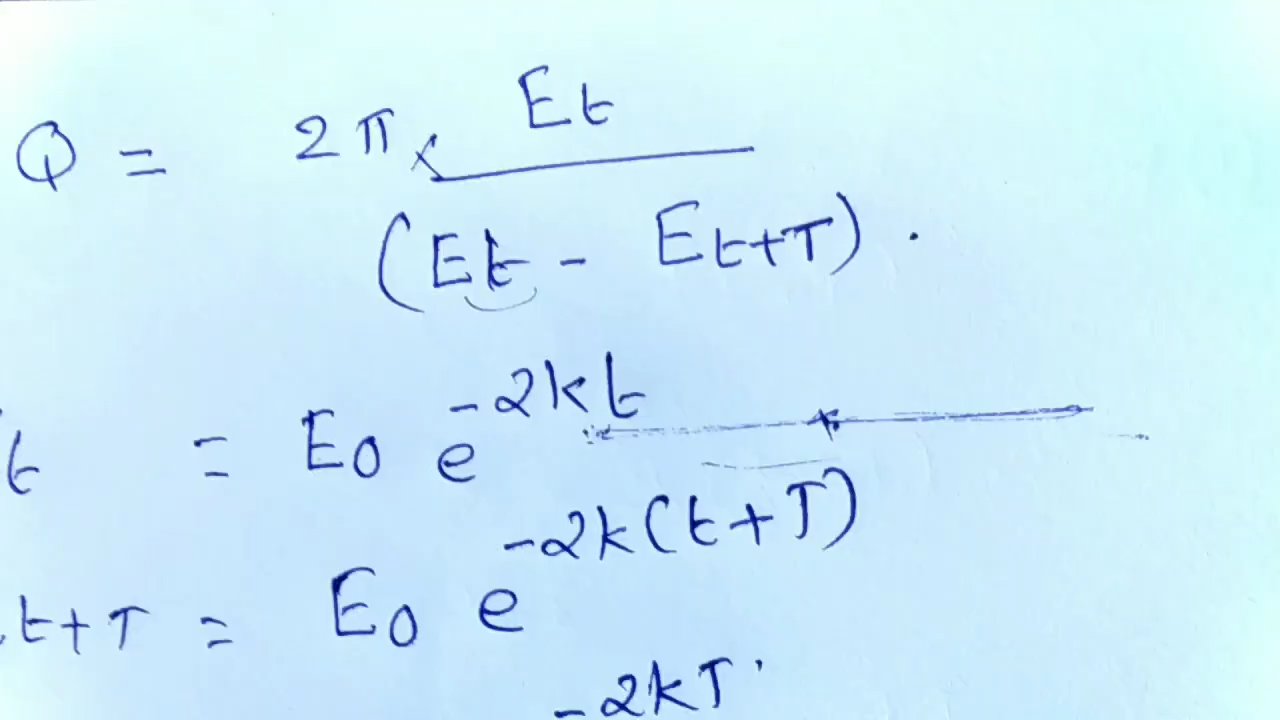 Q = 2π × Et
(Et - Et+T).
t = E0 e^-2kt
t+T = E0 e^-2k(t+T)
-2kT